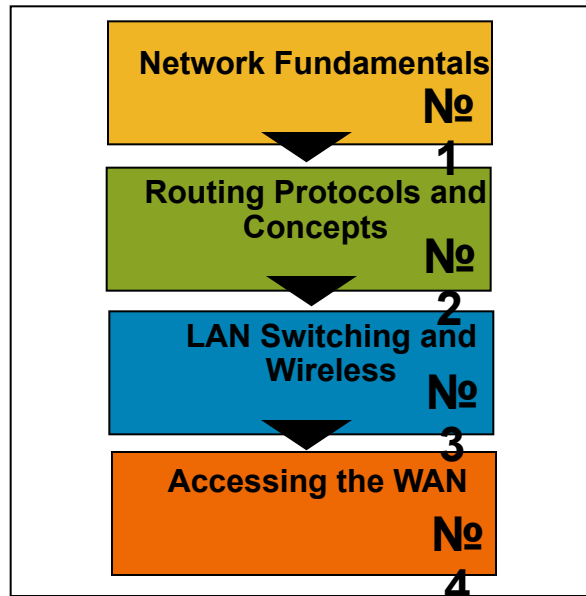 Network Fundamentals
№
1
Routing Protocols and
Concepts
№
2
LAN Switching and
Wireless
№
3
Accessing the WAN
№
4